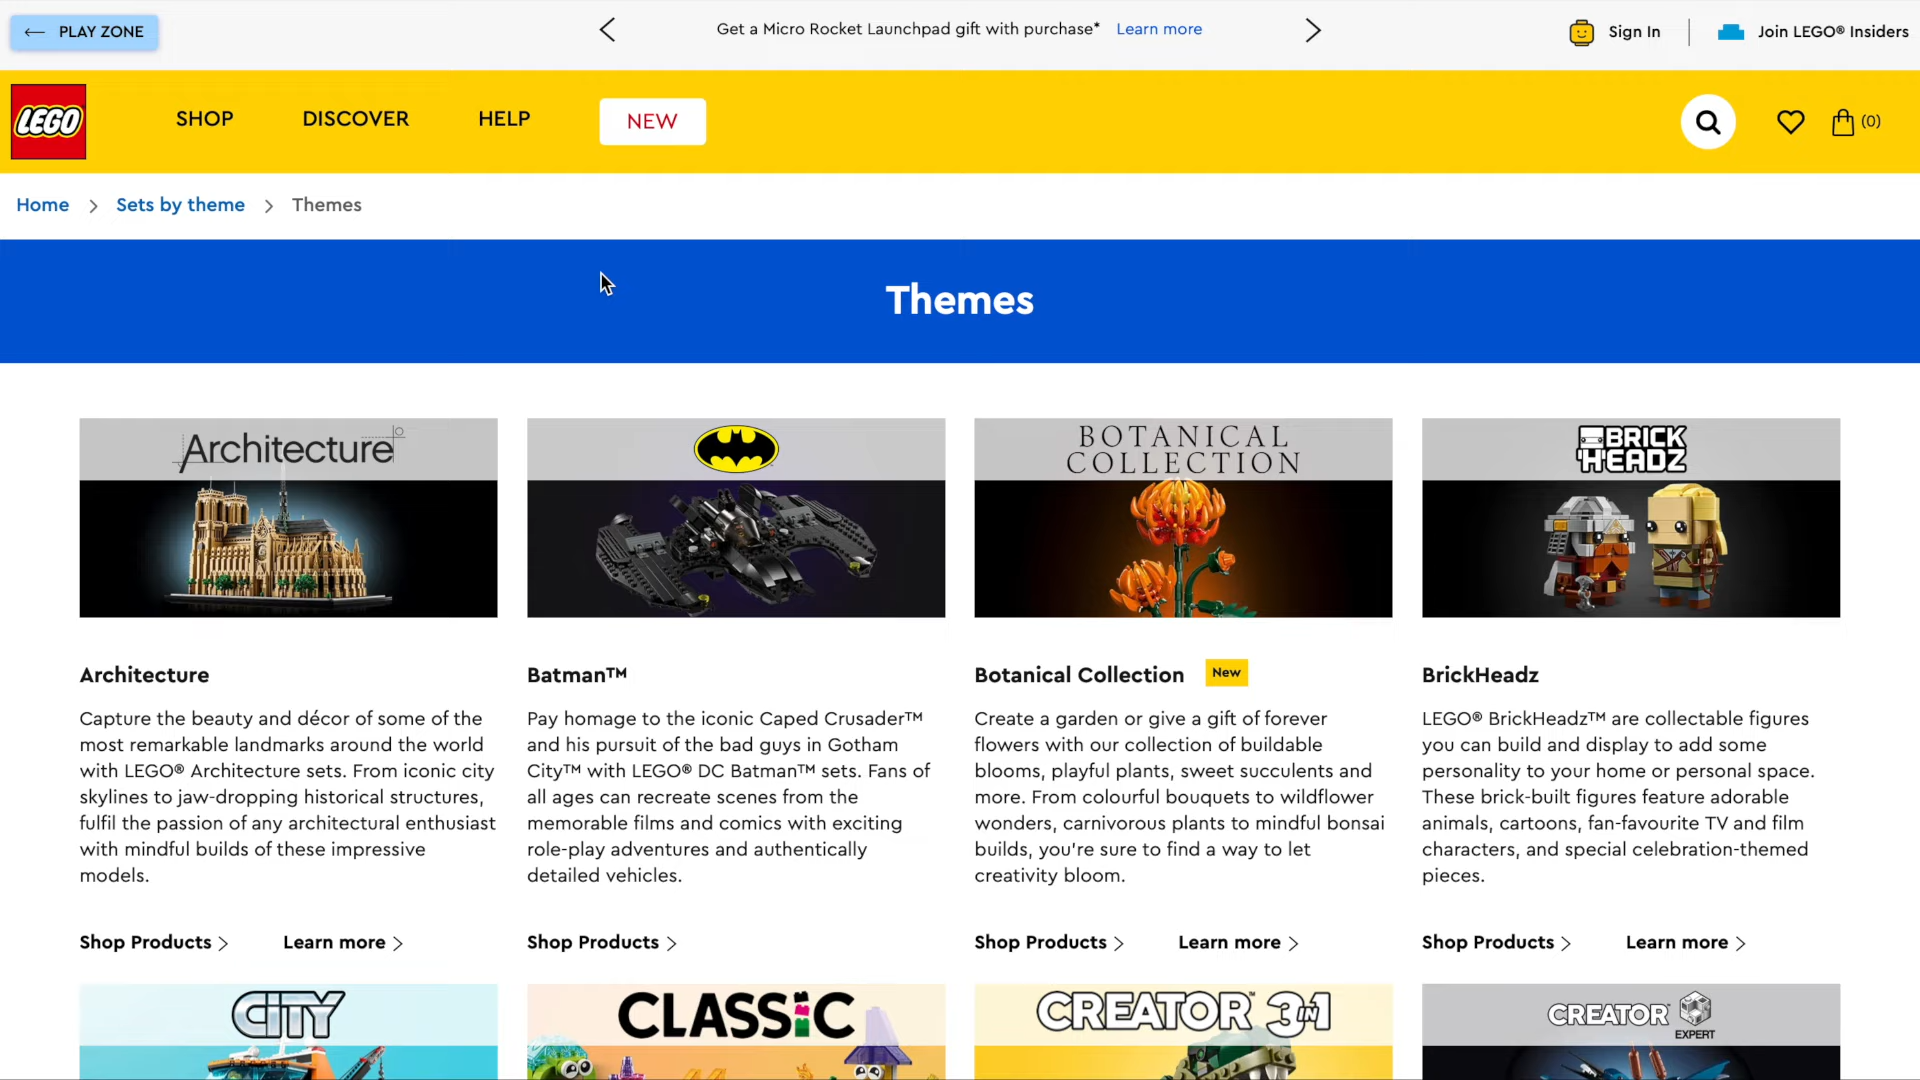 PLAY ZONE
Get a Micro Rocket Launchpad gift with purchase* Learn more
Sign In
Join LEGO® Insiders
LEGO
SHOP
DISCOVER
HELP
NEW
(0)
Home
Sets by theme
Themes
Themes
Architecture
BOTANICAL
COLLECTION
BRICK
HEADZ
Architecture
Capture the beauty and décor of some of the
most remarkable landmarks around the world
with LEGO® Architecture sets. From iconic city
skylines to jaw-dropping historical structures,
fulfil the passion of any architectural enthusiast
with mindful builds of these impressive
models.
Shop Products
Learn more
Batman™
Pay homage to the iconic Caped Crusader™
and his pursuit of the bad guys in Gotham
City™ with LEGO® DC Batman™ sets. Fans of
all ages can recreate scenes from the
memorable films and comics with exciting
role-play adventures and authentically
detailed vehicles.
Shop Products
Botanical Collection
New
Create a garden or give a gift of forever
flowers with our collection of buildable
blooms, playful plants, sweet succulents and
more. From colourful bouquets to wildflower
wonders, carnivorous plants to mindful bonsai
builds, you're sure to find a way to let
creativity bloom.
Shop Products
Learn more
BrickHeadz
LEGO® BrickHeadz™ are collectable figures
you can build and display to add some
personality to your home or personal space.
These brick-built figures feature adorable
animals, cartoons, fan-favourite TV and film
characters, and special celebration-themed
pieces.
Shop Products
Learn more
CITY
CLASSIC
CREATOR™ 3in1
CREATOR
EXPERT